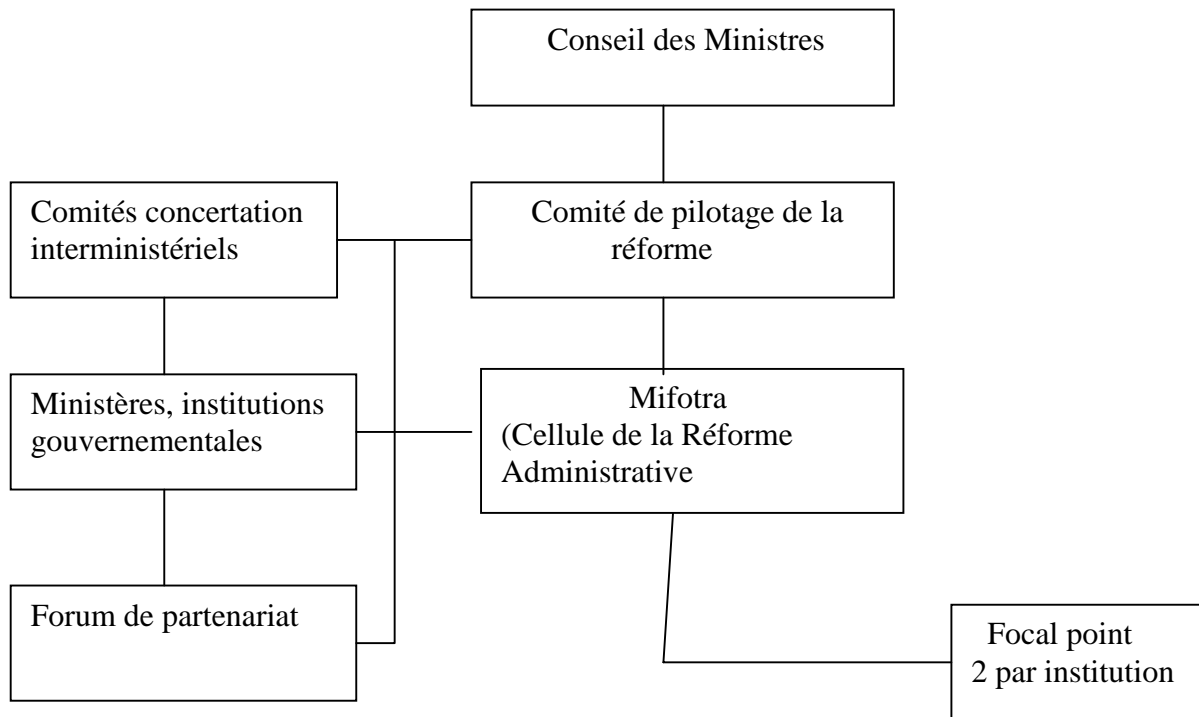 Conseil des Ministres
Comités concertation
interministériels
Comité de pilotage de la
réforme
Ministères, institutions
gouvernementales
Mifotra
(Cellule de la Réforme
Administrative
Forum de partenariat
Focal point
2 par institution